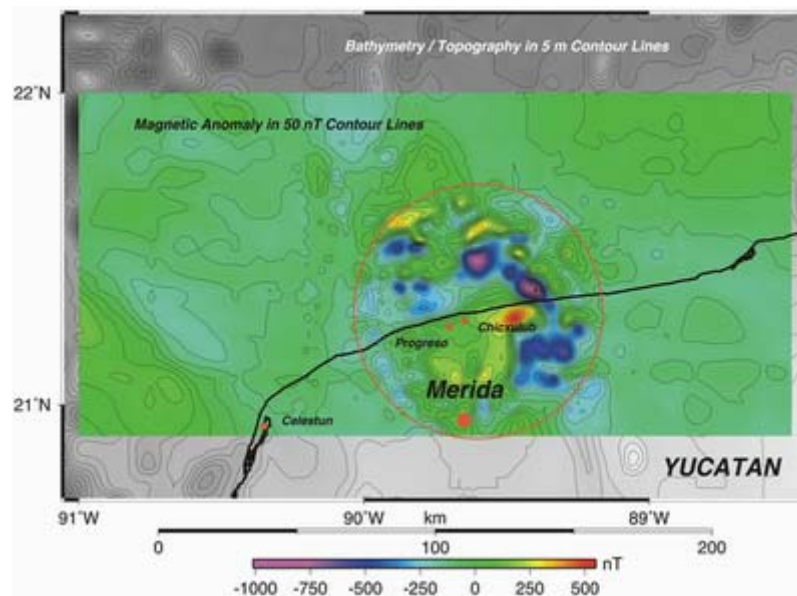 Bathymetry / Topography in 5 m Contour Lines
22°N
Magnetic Anomaly in 50 nT Contour Lines
Progreso
Chicxulub
Merida
21°N
Celestun
YUCATAN
91°W
90°W
km
89°W
0
100
200
nT
-1000
-750
-500
-250
0
250
500